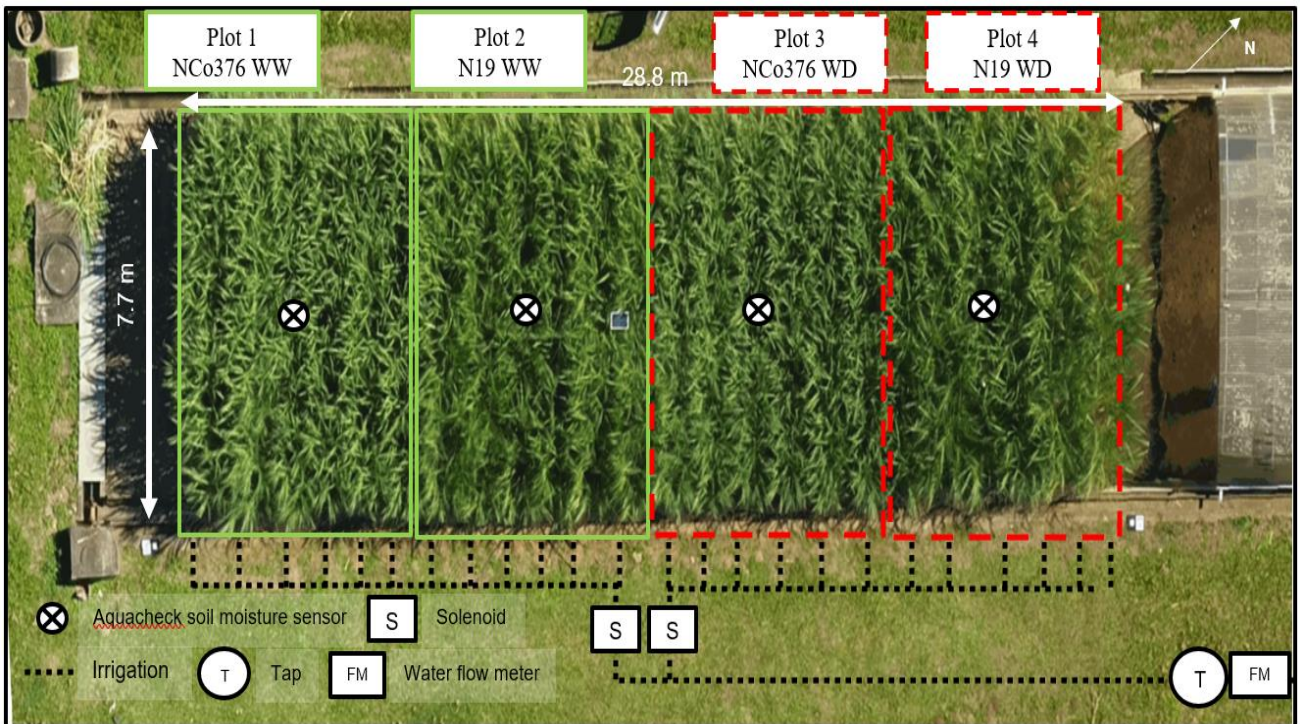 Plot 1
NCo376 WW
Plot 2
N19 WW
Plot 3
NCo376 WD
Plot 4
N19 WD
N
28.8 m
7.7 m
Aquacheck soil moisture sensor
S
Solenoid
S
S
Irrigation
T
Tap
FM
Water flow meter
T
FM